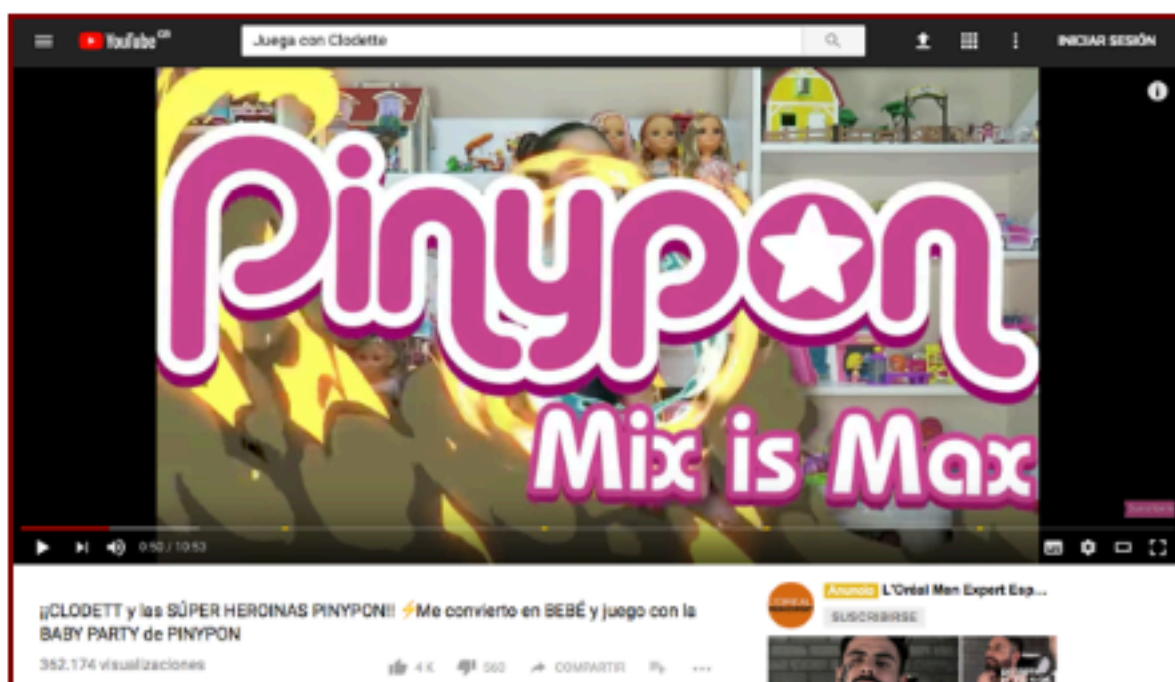 YouTube
Juega con Clodette
INICIAR SESIÓN
Pinypon
Mix is Max
0:50 / 10:53
¡¡CLODETT y las SÚPER HEROINAS PINYPON!! ⚡Me convierto en BEBÉ y juego con la
BABY PARTY de PINYPON
352.174 visualizaciones
4 K
560
COMPARTIR
Anuncio L'Oréal Men Expert Esp...
SUSCRIBIRSE